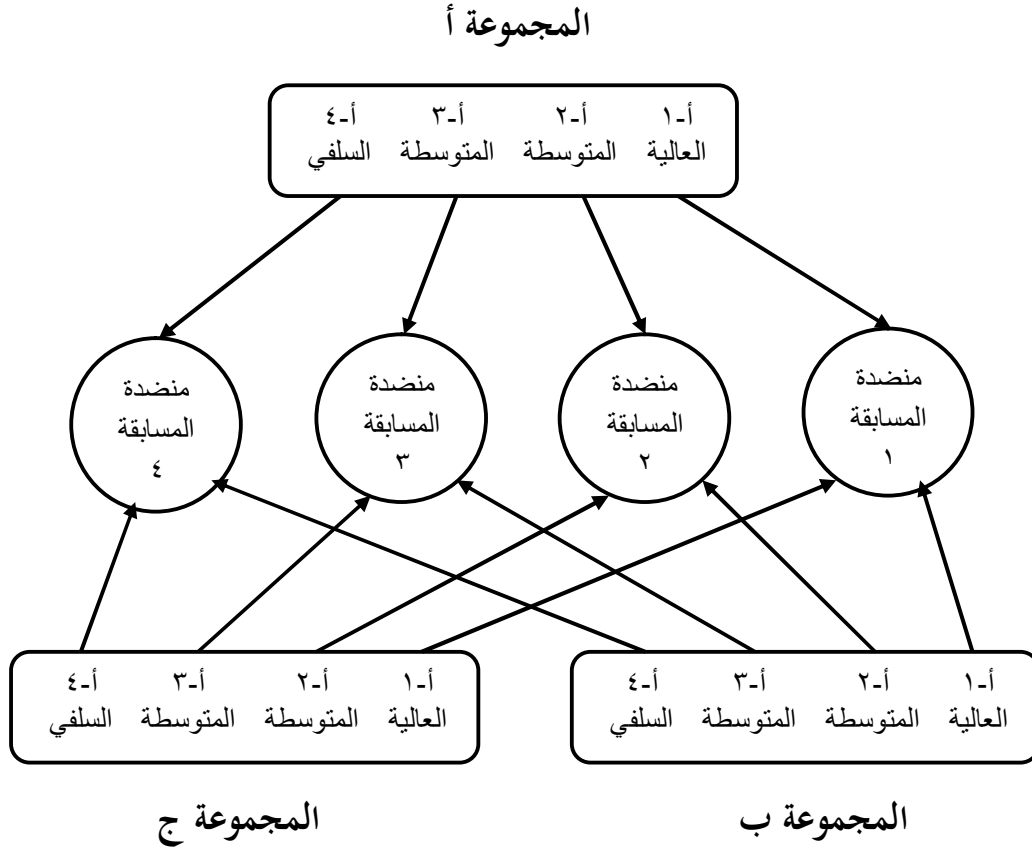 المجموعة أ
أ-١ أ-٢ أ-٣ أ-٤
العالية المتوسطة المتوسطة السلفي
منضدة
المسابقة
١
منضدة
المسابقة
٢
منضدة
المسابقة
٣
منضدة
المسابقة
٤
أ-١ أ-٢ أ-٣ أ-٤
العالية المتوسطة المتوسطة السلفي
المجموعة ب
أ-١ أ-٢ أ-٣ أ-٤
العالية المتوسطة المتوسطة السلفي
المجموعة ج